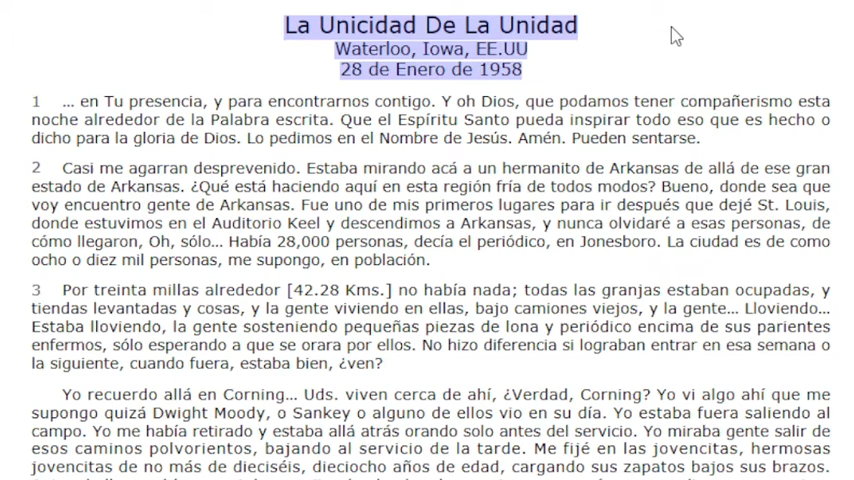 La Unicidad De La Unidad
Waterloo, Iowa, EE.UU
28 de Enero de 1958
1 ... en Tu presencia, y para encontrarnos contigo. Y oh Dios, que podamos tener compañerismo esta
noche alrededor de la Palabra escrita. Que el Espíritu Santo pueda inspirar todo eso que es hecho o
dicho para la gloria de Dios. Lo pedimos en el Nombre de Jesús. Amén. Pueden sentarse.
2 Casi me agarran desprevenido. Estaba mirando acá a un hermanito de Arkansas de allá de ese gran
estado de Arkansas. ¿Qué está haciendo aquí en esta región fría de todos modos? Bueno, donde sea que
voy encuentro gente de Arkansas. Fue uno de mis primeros lugares para ir después que dejé St. Louis,
donde estuvimos en el Auditorio Keel y descendimos a Arkansas, y nunca olvidaré a esas personas, de
cómo llegaron, Oh, sólo... Había 28,000 personas, decía el periódico, en Jonesboro. La ciudad es de como
ocho o diez mil personas, me supongo, en población.
3 Por treinta millas alrededor [42.28 Kms.] no había nada; todas las granjas estaban ocupadas, y
tiendas levantadas y cosas, y la gente viviendo en ellas, bajo camiones viejos, y la gente... Lloviendo...
Estaba lloviendo, la gente sosteniendo pequeñas piezas de lona y periódico encima de sus parientes
enfermos, sólo esperando a que se orara por ellos. No hizo diferencia si lograban entrar en esa semana o
la siguiente, cuando fuera, estaba bien, ¿ven?
Yo recuerdo allá en Corning... Uds. viven cerca de ahí, ¿Verdad, Corning? Yo vi algo ahí que me
supongo quizá Dwight Moody, o Sankey o alguno de ellos vio en su día. Yo estaba fuera saliendo al
campo. Yo me había retirado y estaba allá atrás orando solo antes del servicio. Yo miraba gente salir de
esos caminos polvorientos, bajando al servicio de la tarde. Me fijé en las jovencitas, hermosas
jovencitas de no más de dieciséis, dieciocho años de edad, cargando sus zapatos bajos sus brazos.